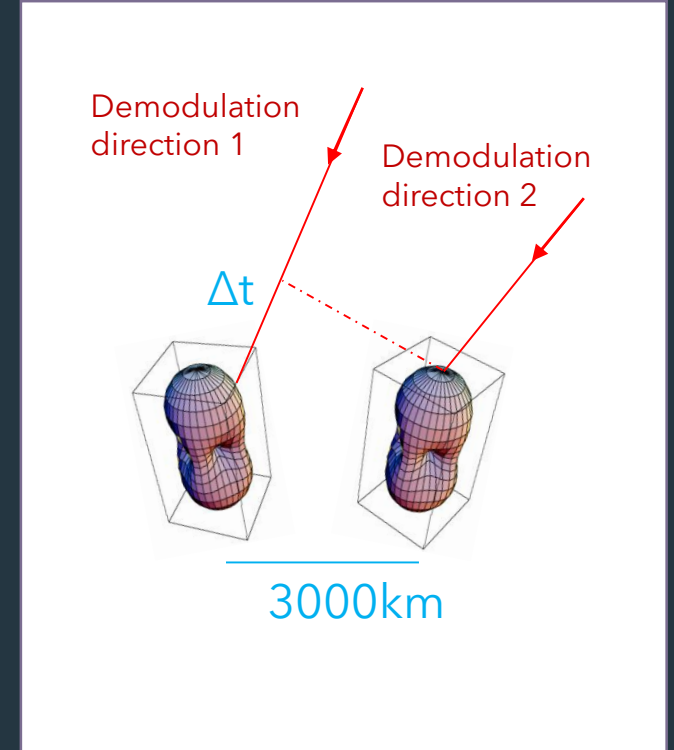 Demodulation
direction 1
Demodulation
direction 2
Δt
3000km